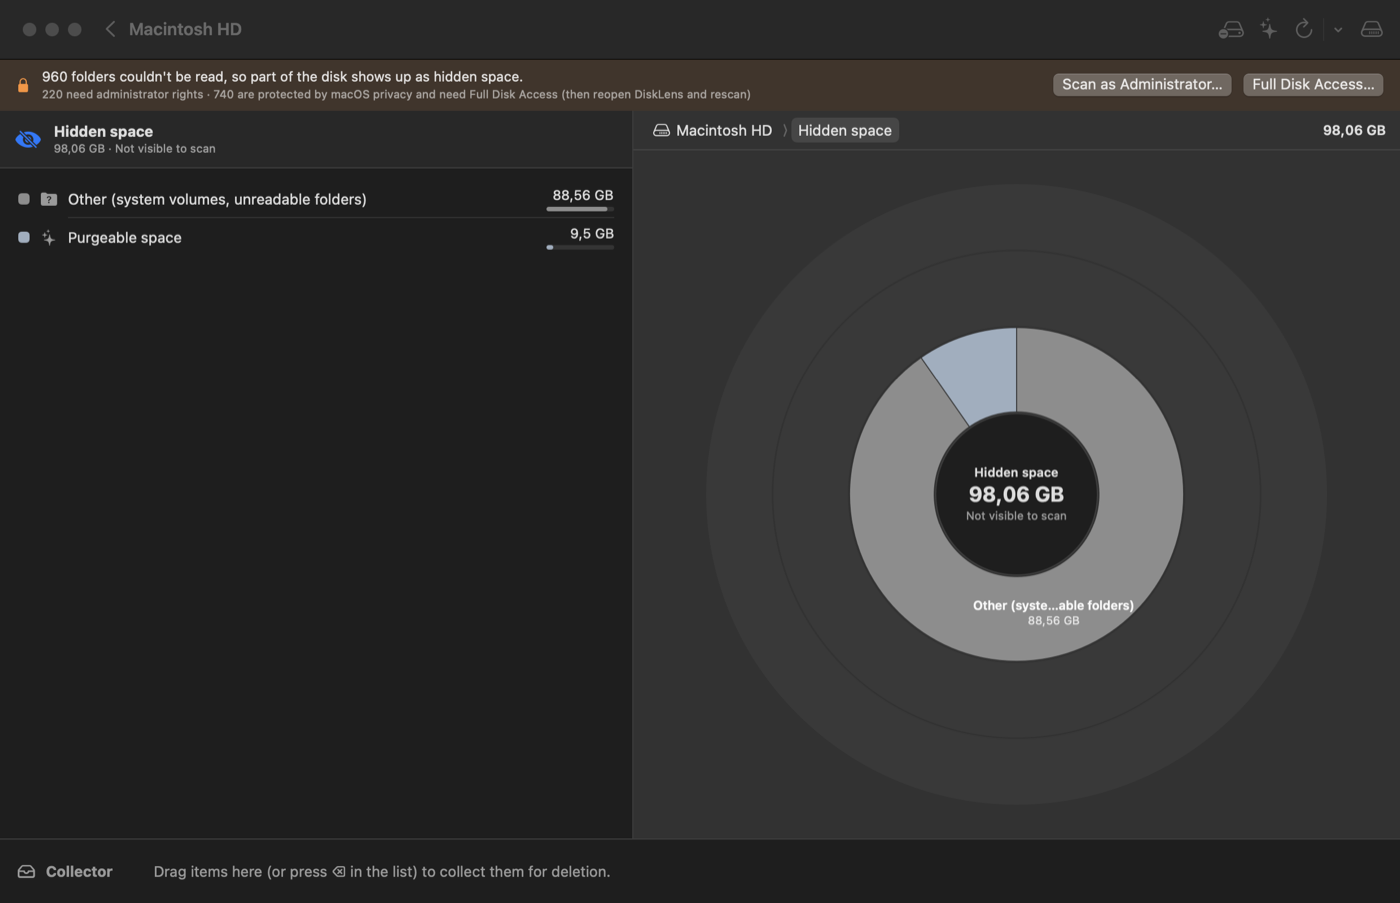 Macintosh HD
960 folders couldn't be read, so part of the disk shows up as hidden space.
220 need administrator rights · 740 are protected by macOS privacy and need Full Disk Access (then reopen DiskLens and rescan)
Scan as Administrator...
Full Disk Access...
Hidden space
98,06 GB · Not visible to scan
Macintosh HD
Hidden space
98,06 GB
Other (system volumes, unreadable folders)
88,56 GB
Purgeable space
9,5 GB
Hidden space
98,06 GB
Not visible to scan
Other (syste...able folders)
88,56 GB
Collector
Drag items here (or press ⌫ in the list) to collect them for deletion.